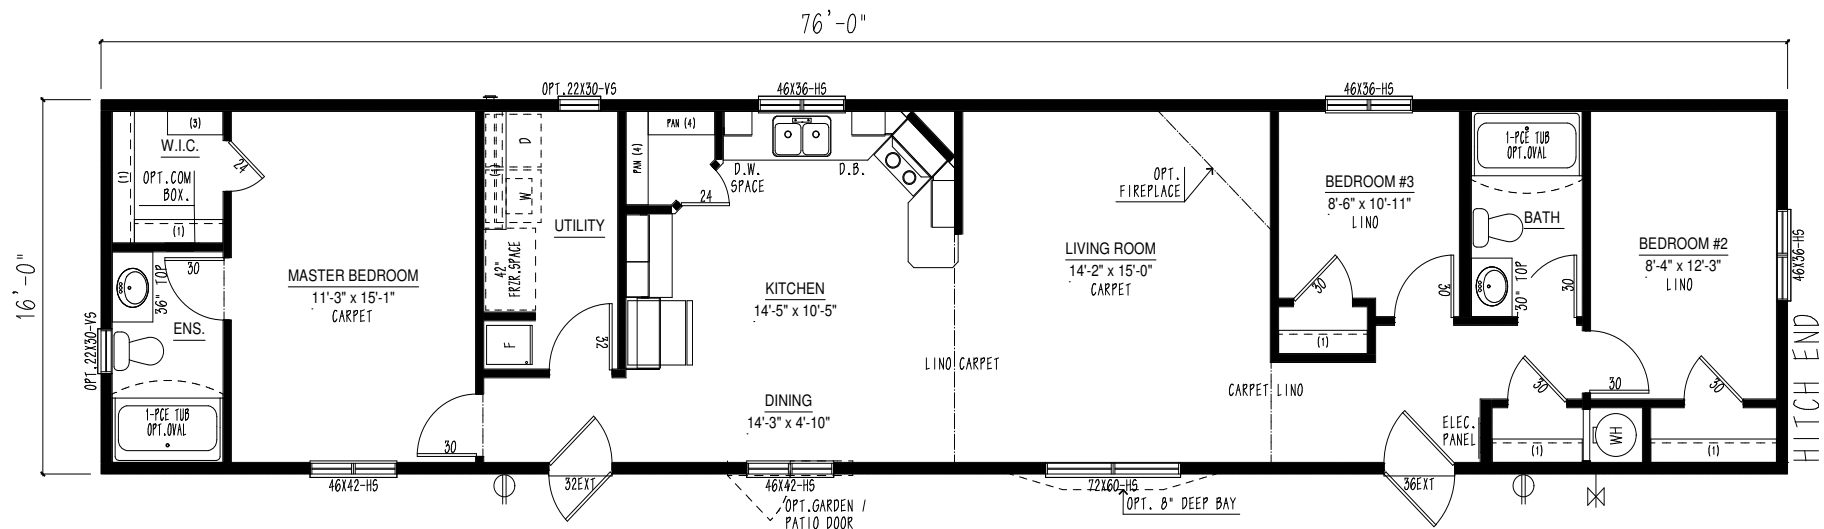 76'-0"
16'-0"
OPT.22X30-VS
46X36-HS
46X36-HS
(3)
W.I.C.
24
(1)
OPT.COM
BOX.
(1)
D
W
(1)
UTILITY
42"
FRZR.SPACE
F
32
PAN (4)
PAN (4)
24
D.W.
SPACE
D.B.
OPT.
FIREPLACE
BEDROOM #3
8'-6" x 10'-11"
LINO
30
(1)
30
1-PCE TUB
OPT.OVAL
BATH
30" TOP
30
BEDROOM #2
8'-4" x 12'-3"
LINO
46X36-HS
30
36" TOP
ENS.
OPT.22X30-VS
1-PCE TUB
OPT.OVAL
MASTER BEDROOM
11'-3" x 15'-1"
CARPET
30
KITCHEN
14'-5" x 10'-5"
LIVING ROOM
14'-2" x 15'-0"
CARPET
LINO CARPET
CARPET LINO
DINING
14'-3" x 4'-10"
ELEC.
PANEL
30
(1)
30
WH
30
(1)
HITCH END
46X42-HS
32EXT
46X42-HS
OPT.GARDEN /
PATIO DOOR
72X60-HS
OPT. 8" DEEP BAY
36EXT